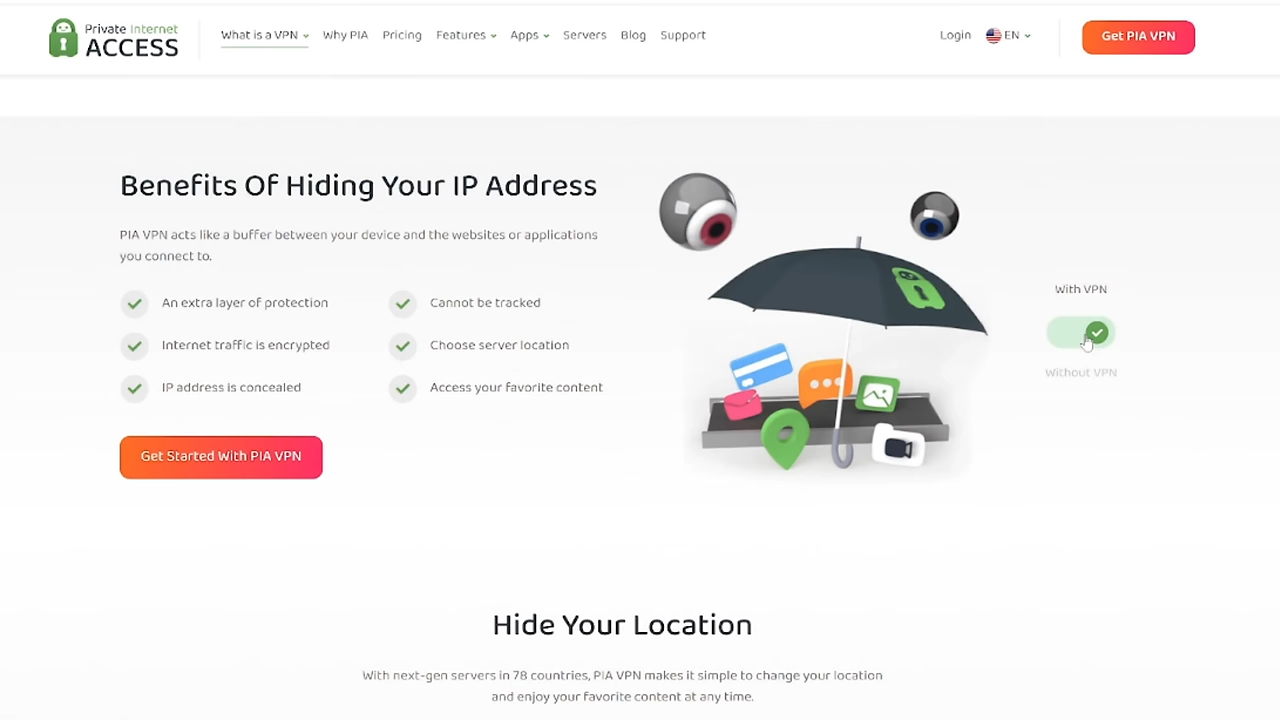 Private Internet
ACCESS
What is a VPN
Why PIA
Pricing
Features
Apps
Servers
Blog
Support
Login
EN
Get PIA VPN
Benefits Of Hiding Your IP Address
PIA VPN acts like a buffer between your device and the websites or applications
you connect to.
An extra layer of protection
Cannot be tracked
Internet traffic is encrypted
Choose server location
IP address is concealed
Access your favorite content
Get Started With PIA VPN
With VPN
Without VPN
Hide Your Location
With next-gen servers in 78 countries, PIA VPN makes it simple to change your location
and enjoy your favorite content at any time.